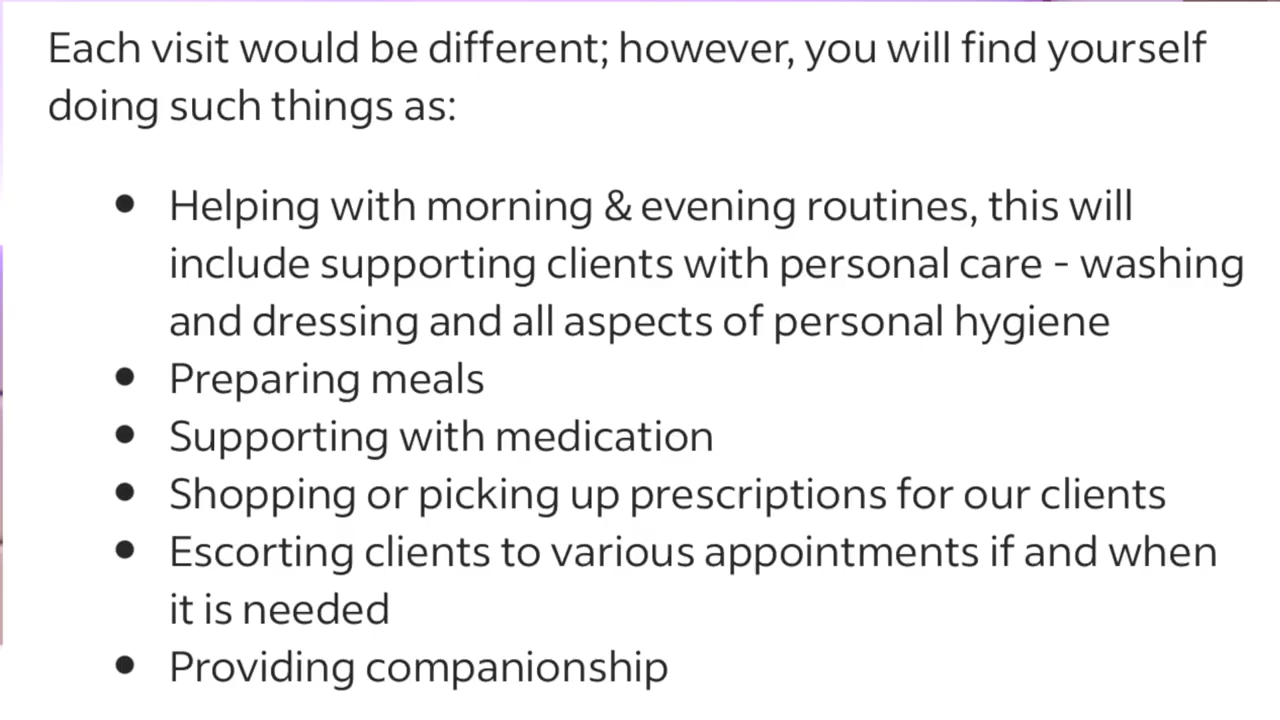 Each visit would be different; however, you will find yourself
doing such things as:
• Helping with morning & evening routines, this will
include supporting clients with personal care - washing
and dressing and all aspects of personal hygiene
• Preparing meals
• Supporting with medication
• Shopping or picking up prescriptions for our clients
• Escorting clients to various appointments if and when
it is needed
• Providing companionship